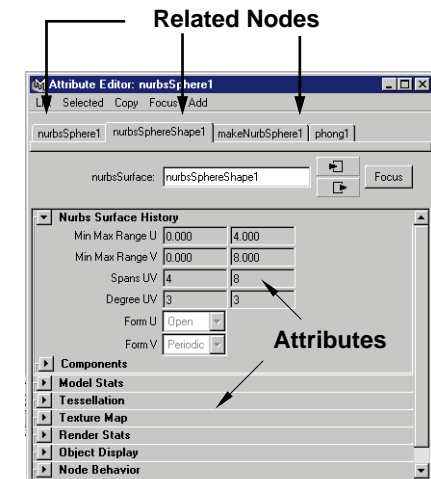 Related Nodes
Attribute Editor: nurbsSphere1
List Selected Copy Focus Add
nurbsSphere1 nurbsSphereShape1 makeNurbSphere1 phong1
nurbsSurface: nurbsSphereShape1 Focus
Nurbs Surface History
Min Max Range U 0.000 4.000
Min Max Range V 0.000 8.000
Spans UV 4 8
Degree UV 3 3
Form U Open
Form V Periodic
Attributes
Components
Model Stats
Tessellation
Texture Map
Render Stats
Object Display
Node Behavior